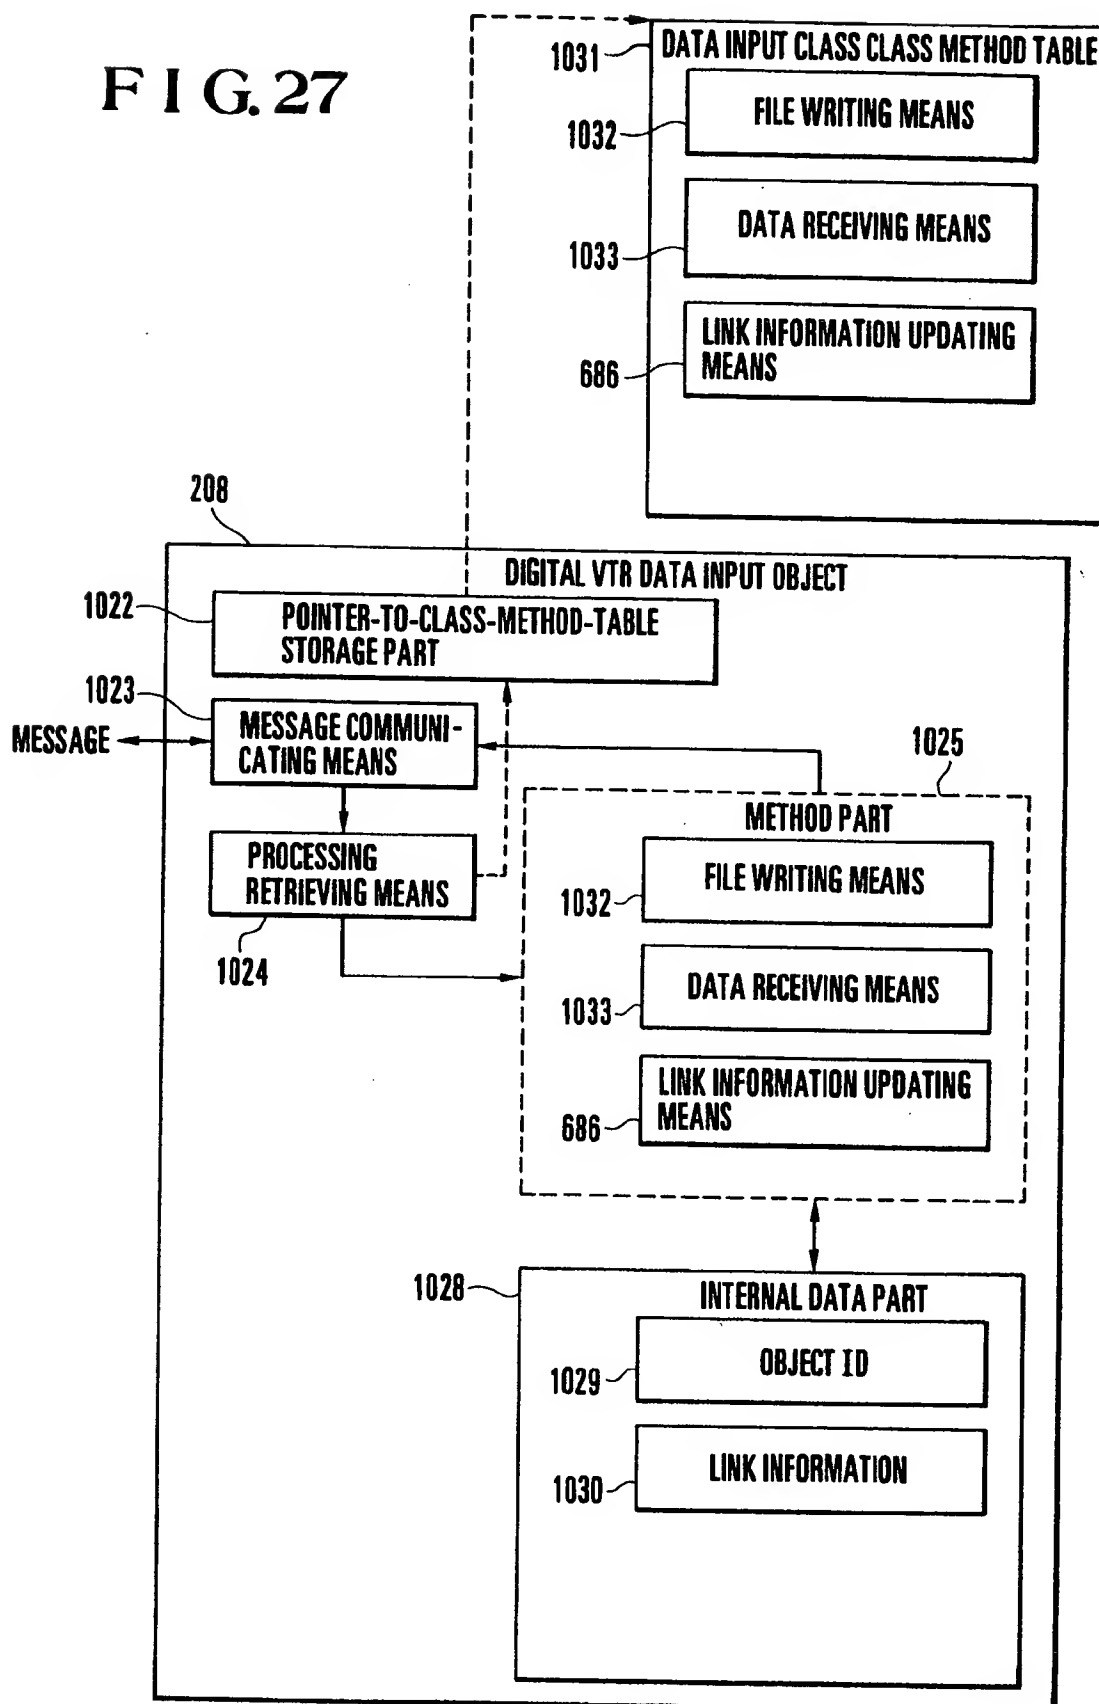 FIG. 27
1031
DATA INPUT CLASS CLASS METHOD TABLE
FILE WRITING MEANS
1032
DATA RECEIVING MEANS
1033
LINK INFORMATION UPDATING
MEANS
686
208
DIGITAL VTR DATA INPUT OBJECT
1022
POINTER-TO-CLASS-METHOD-TABLE
STORAGE PART
1023
MESSAGE
MESSAGE COMMUNI-
CATING MEANS
1025
PROCESSING
RETRIEVING MEANS
1024
METHOD PART
FILE WRITING MEANS
1032
DATA RECEIVING MEANS
1033
LINK INFORMATION UPDATING
MEANS
686
1028
INTERNAL DATA PART
OBJECT ID
1029
LINK INFORMATION
1030